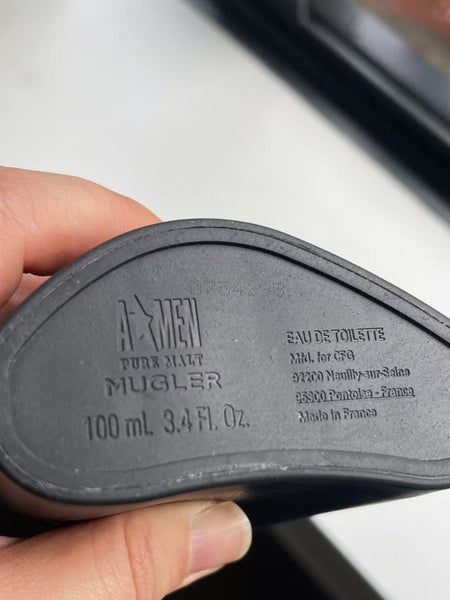 A★MEN
PURE MALT
MUGLER
100 mL 3.4 Fl. Oz.
EAU DE TOILETTE
Mfd. for CFG
92200 Neuilly-sur-Seine
95300 Pontoise - France
Made in France